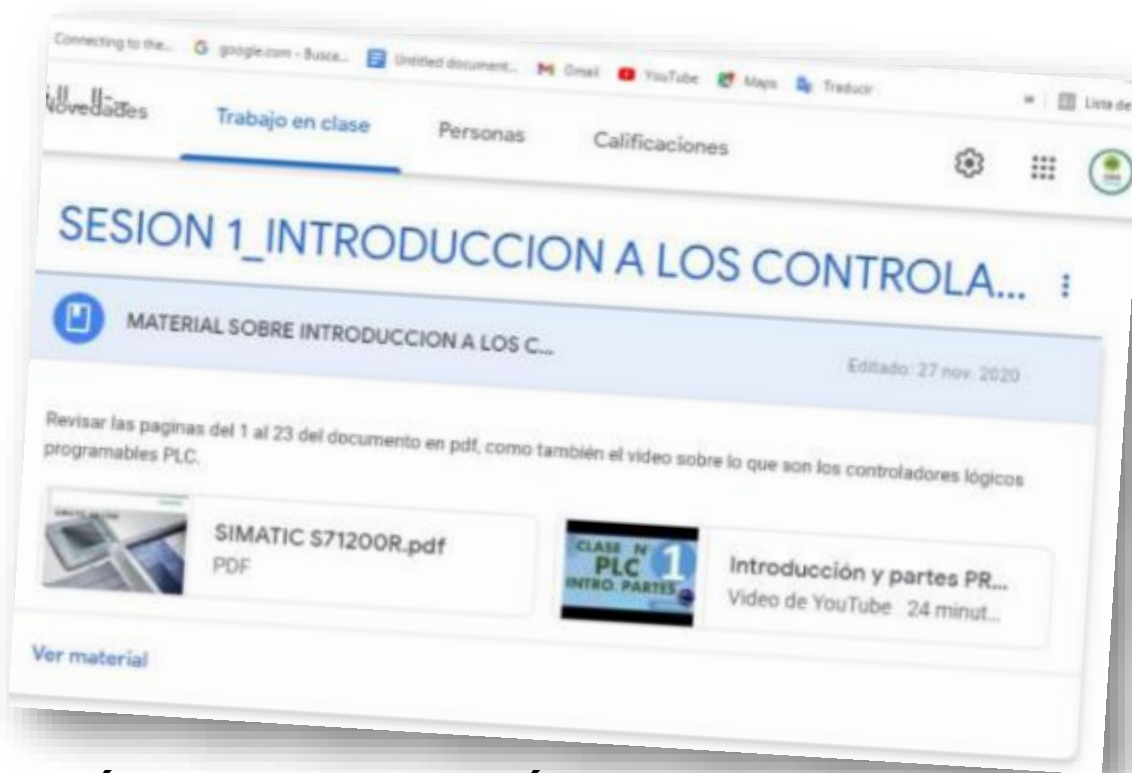 Connecting to the... google.com - Busca... Untitled document... Gmail YouTube Maps Traducir Lista de
Novedades Trabajo en clase Personas Calificaciones
SESION 1_INTRODUCCION A LOS CONTROLA...
MATERIAL SOBRE INTRODUCCION A LOS C... Editado: 27 nov. 2020
Revisar las paginas del 1 al 23 del documento en pdf, como también el video sobre lo que son los controladores lógicos
programables PLC.
SIMATIC S71200R.pdf
PDF
CLASE N 1
PLC
INTRO PARTES
Introducción y partes PR...
Video de YouTube 24 minut...
Ver material